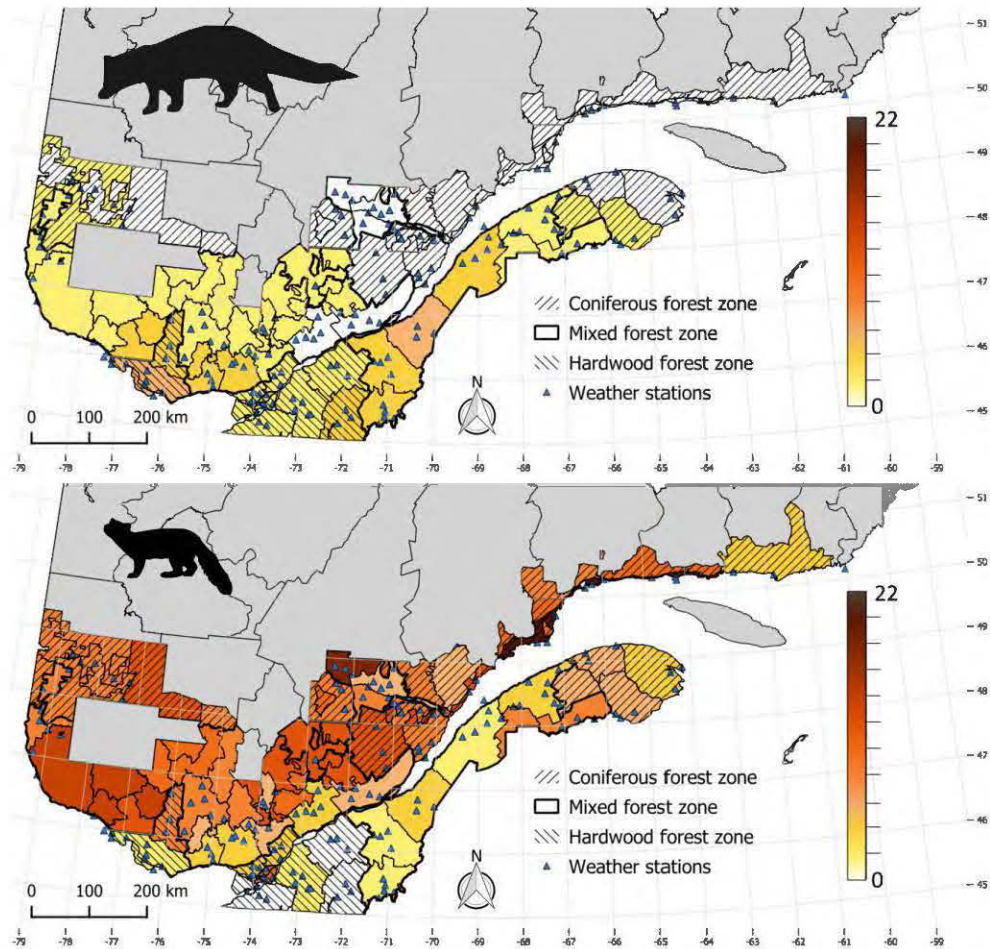 51
50
49
48
47
46
45
22
0
Coniferous forest zone
Mixed forest zone
Hardwood forest zone
Weather stations
N
0 100 200 km
-79 -78 -77 -76 -75 -74 -73 -72 -71 -70 -69 -68 -67 -66 -65 -64 -63 -62 -61 -60 -59
51
50
49
48
47
46
45
22
0
Coniferous forest zone
Mixed forest zone
Hardwood forest zone
Weather stations
N
0 100 200 km
-79 -78 -77 -76 -75 -74 -73 -72 -71 -70 -69 -68 -67 -66 -65 -64 -63 -62 -61 -60 -59